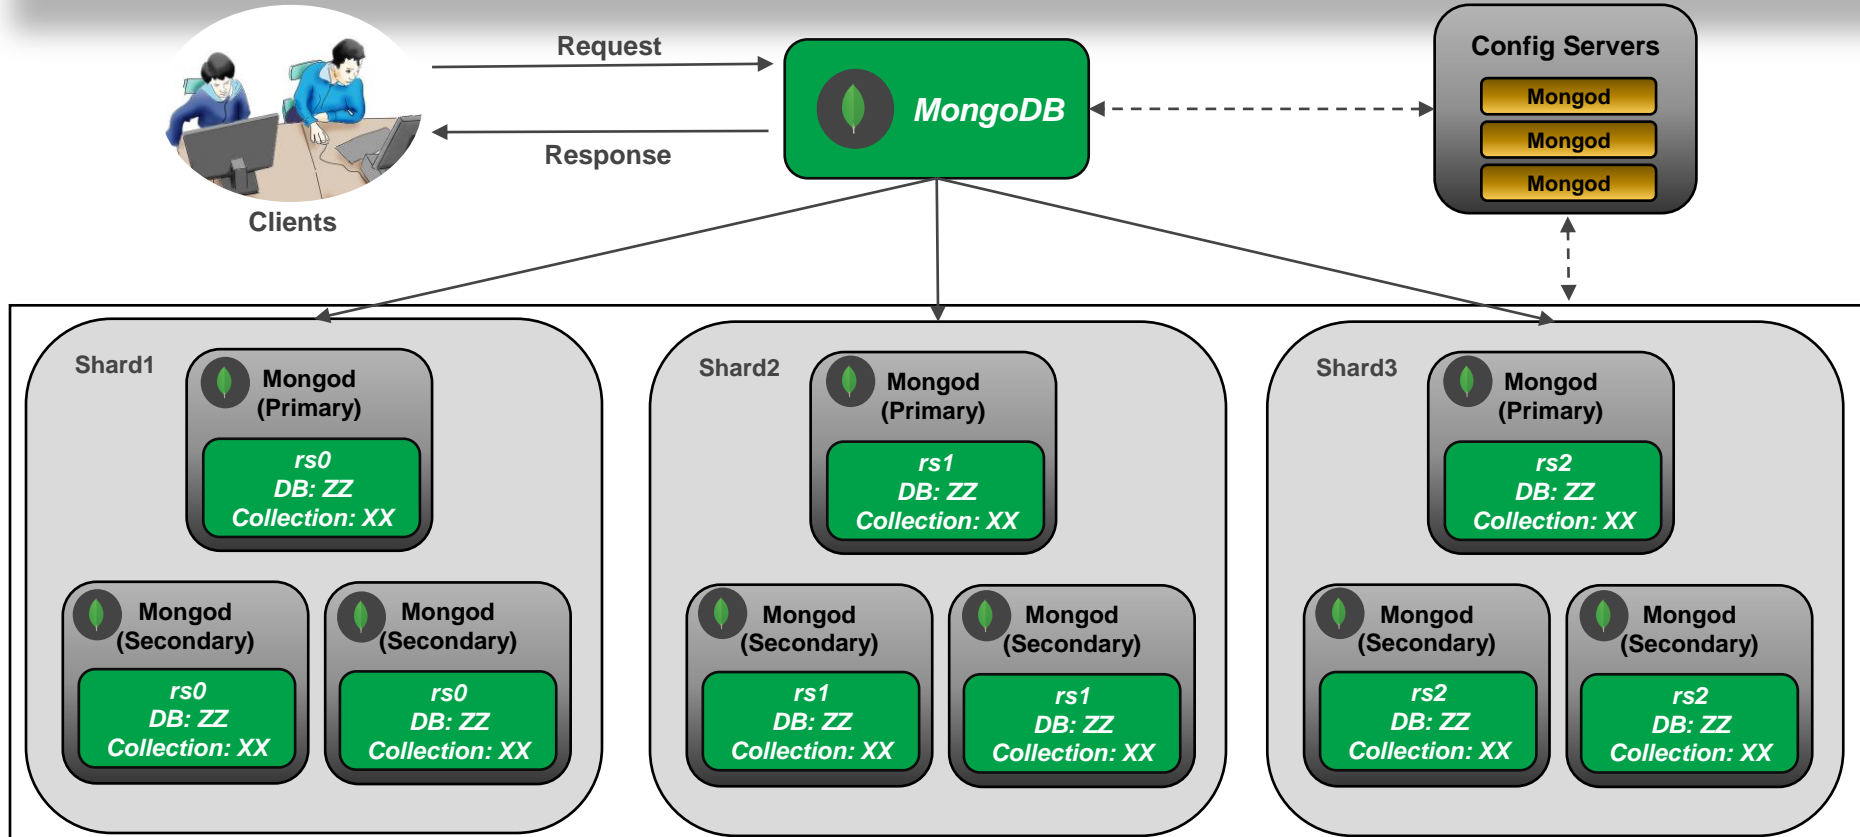 Request
Response
Clients
MongoDB
Config Servers
Mongod
Mongod
Mongod
Shard1
Mongod
(Primary)
rs0
DB: ZZ
Collection: XX
Mongod
(Secondary)
rs0
DB: ZZ
Collection: XX
Mongod
(Secondary)
rs0
DB: ZZ
Collection: XX
Shard2
Mongod
(Primary)
rs1
DB: ZZ
Collection: XX
Mongod
(Secondary)
rs1
DB: ZZ
Collection: XX
Mongod
(Secondary)
rs1
DB: ZZ
Collection: XX
Shard3
Mongod
(Primary)
rs2
DB: ZZ
Collection: XX
Mongod
(Secondary)
rs2
DB: ZZ
Collection: XX
Mongod
(Secondary)
rs2
DB: ZZ
Collection: XX